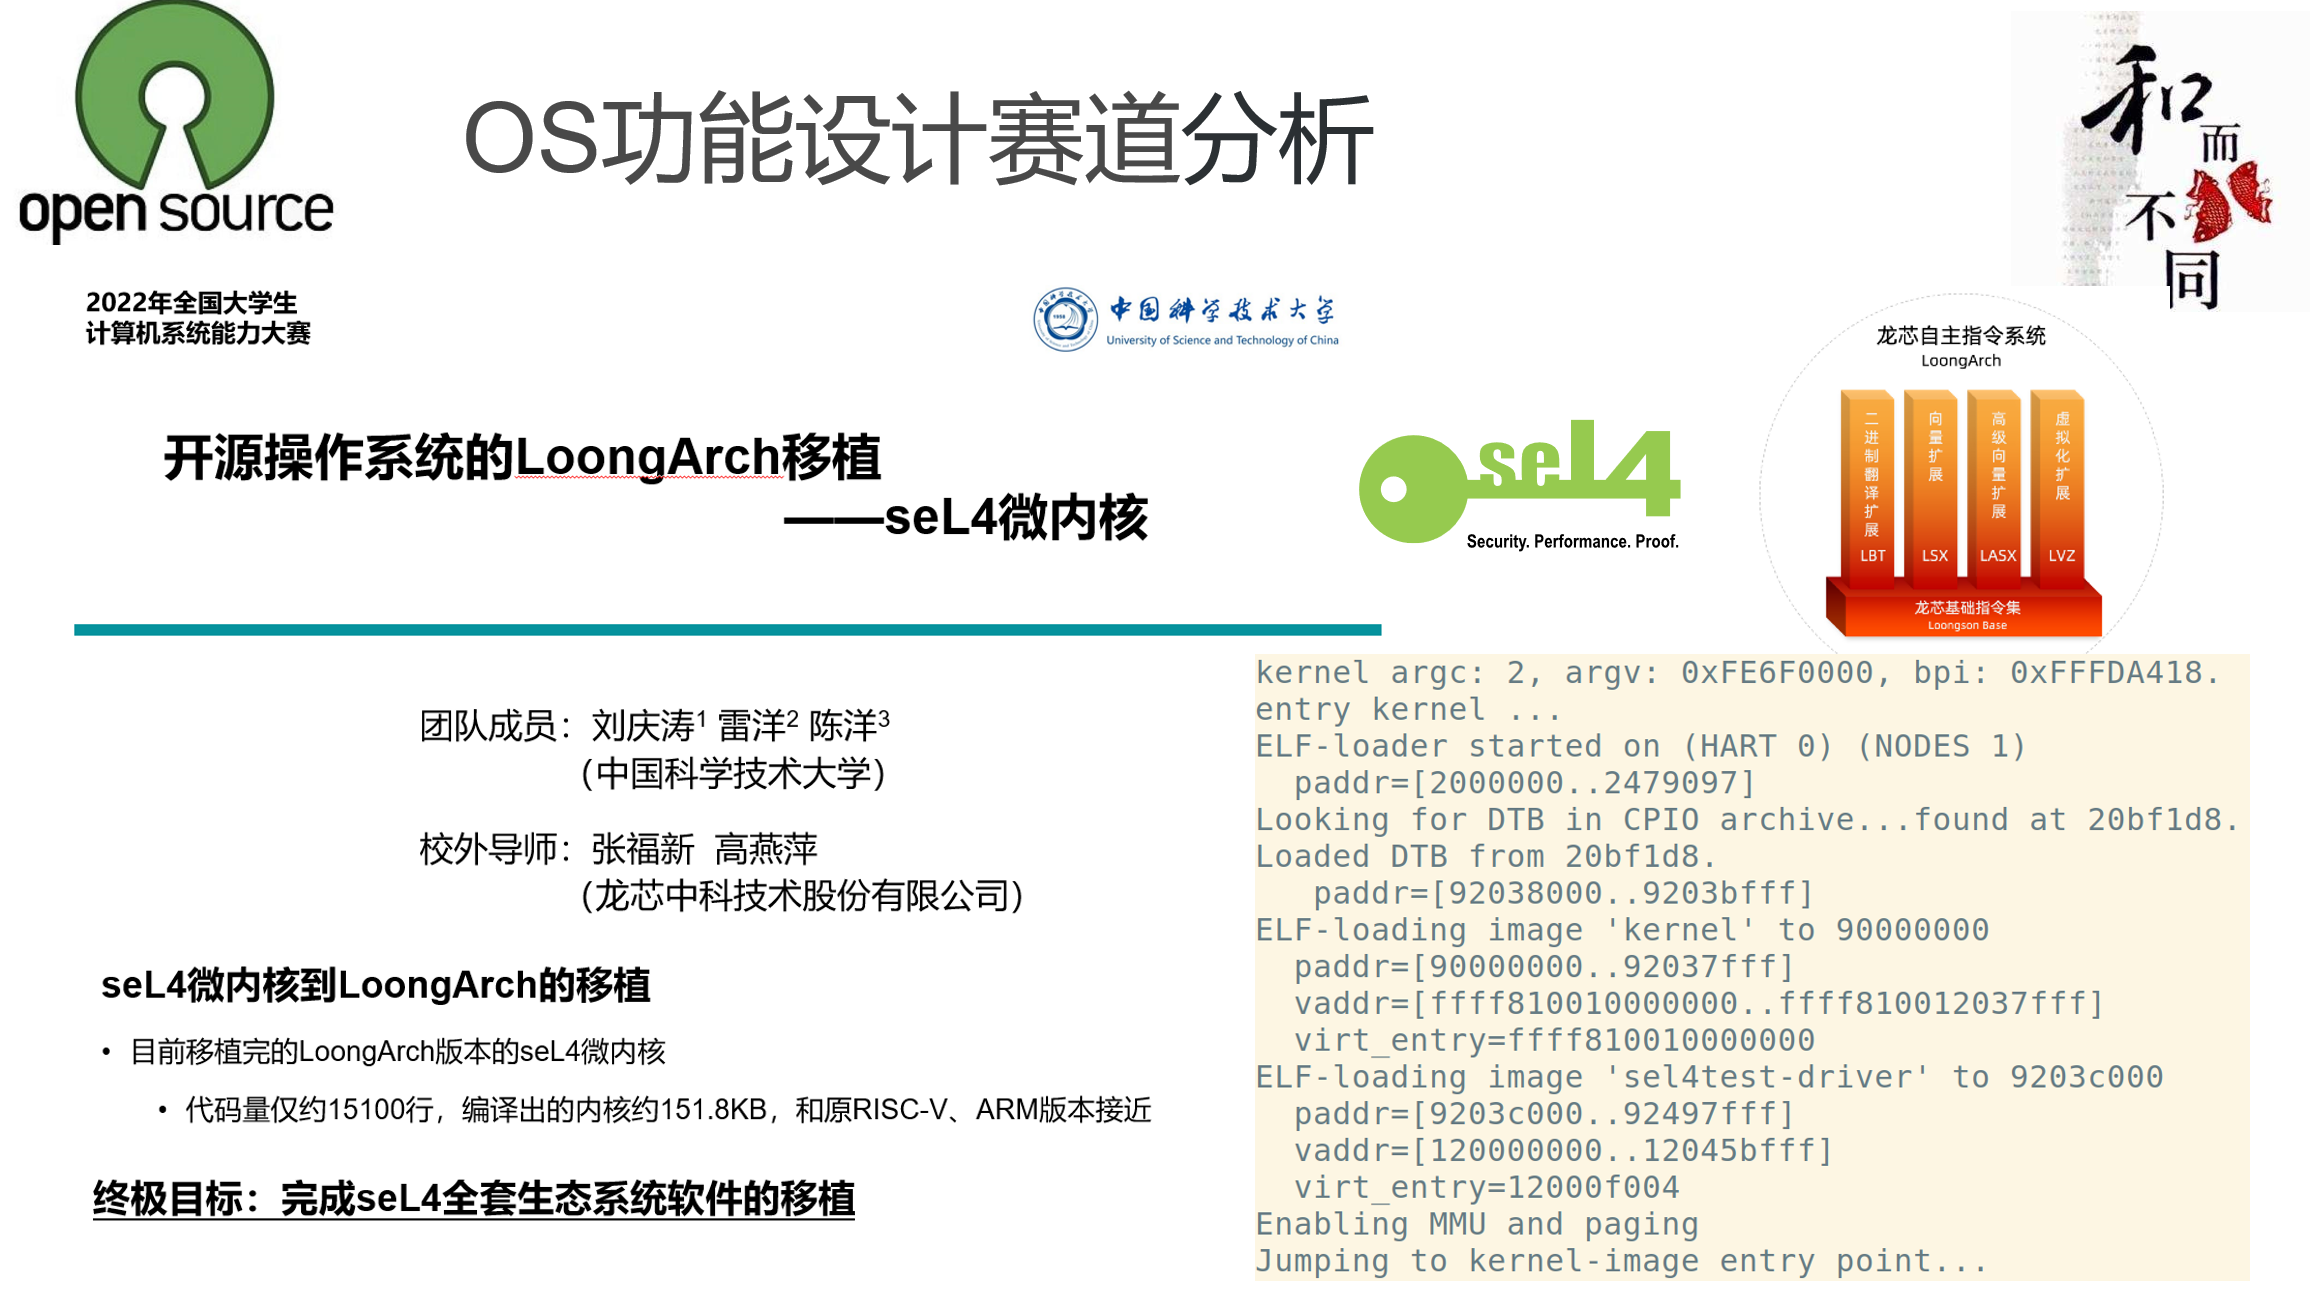 open source
OS功能设计赛道分析
和而不同
2022年全国大学生
计算机系统能力大赛
中国科学技术大学
University of Science and Technology of China
开源操作系统的LoongArch移植
——seL4微内核
seL4
Security. Performance. Proof.
龙芯自主指令系统
LoongArch
二进制翻译扩展
LBT
向量扩展
LSX
高级向量扩展
LASX
虚拟化扩展
LVZ
龙芯基础指令集
Loongson Base
团队成员：刘庆涛1 雷洋2 陈洋3
（中国科学技术大学）
校外导师：张福新 高燕萍
（龙芯中科技术股份有限公司）
seL4微内核到LoongArch的移植
• 目前移植完的LoongArch版本的seL4微内核
• 代码量仅约15100行，编译出的内核约151.8KB，和原RISC-V、ARM版本接近
终极目标：完成seL4全套生态系统软件的移植
kernel argc: 2, argv: 0xFE6F0000, bpi: 0xFFFDA418.
entry kernel ...
ELF-loader started on (HART 0) (NODES 1)
  paddr=[2000000..2479097]
Looking for DTB in CPIO archive...found at 20bf1d8.
Loaded DTB from 20bf1d8.
   paddr=[92038000..9203bfff]
ELF-loading image 'kernel' to 90000000
  paddr=[90000000..92037fff]
  vaddr=[ffff810010000000..ffff810012037fff]
  virt_entry=ffff810010000000
ELF-loading image 'sel4test-driver' to 9203c000
  paddr=[9203c000..92497fff]
  vaddr=[120000000..12045bfff]
  virt_entry=12000f004
Enabling MMU and paging
Jumping to kernel-image entry point...